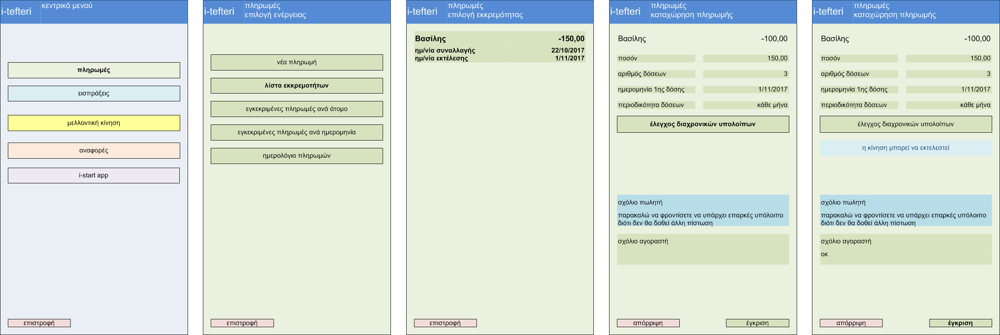 i-tefteri
κεντρικό μενού
πληρωμές
εισπράξεις
μελλοντική κίνηση
αναφορές
i-start app
επιστροφή
i-tefteri
πληρωμές
επιλογή ενέργειας
νέα πληρωμή
λίστα εκκρεμοτήτων
εγκεκριμένες πληρωμές ανά άτομο
εγκεκριμένες πληρωμές ανά ημερομηνία
ημερολόγιο πληρωμών
επιστροφή
i-tefteri
πληρωμές
επιλογή εκκρεμότητας
Βασίλης -150,00
ημ/νία συναλλαγής 22/10/2017
ημ/νία εκτέλεσης 1/11/2017
επιστροφή
i-tefteri
πληρωμές
καταχώρηση πληρωμής
Βασίλης -100,00
ποσόν 150,00
αριθμός δόσεων 3
ημερομηνία 1ης δόσης 1/11/2017
περιοδικότητα δόσεων κάθε μήνα
έλεγχος διαχρονικών υπολοίπων
σχόλιο πωλητή
παρακαλώ να φροντίσετε να υπάρχει επαρκές υπόλοιπο
διότι δεν θα δοθεί άλλη πίστωση
σχόλιο αγοραστή
απόρριψη έγκριση
i-tefteri
πληρωμές
καταχώρηση πληρωμής
Βασίλης -100,00
ποσόν 150,00
αριθμός δόσεων 3
ημερομηνία 1ης δόσης 1/11/2017
περιοδικότητα δόσεων κάθε μήνα
έλεγχος διαχρονικών υπολοίπων
η κίνηση μπορεί να εκτελεστεί
σχόλιο πωλητή
παρακαλώ να φροντίσετε να υπάρχει επαρκές υπόλοιπο
διότι δεν θα δοθεί άλλη πίστωση
σχόλιο αγοραστή
οκ
απόρριψη έγκριση